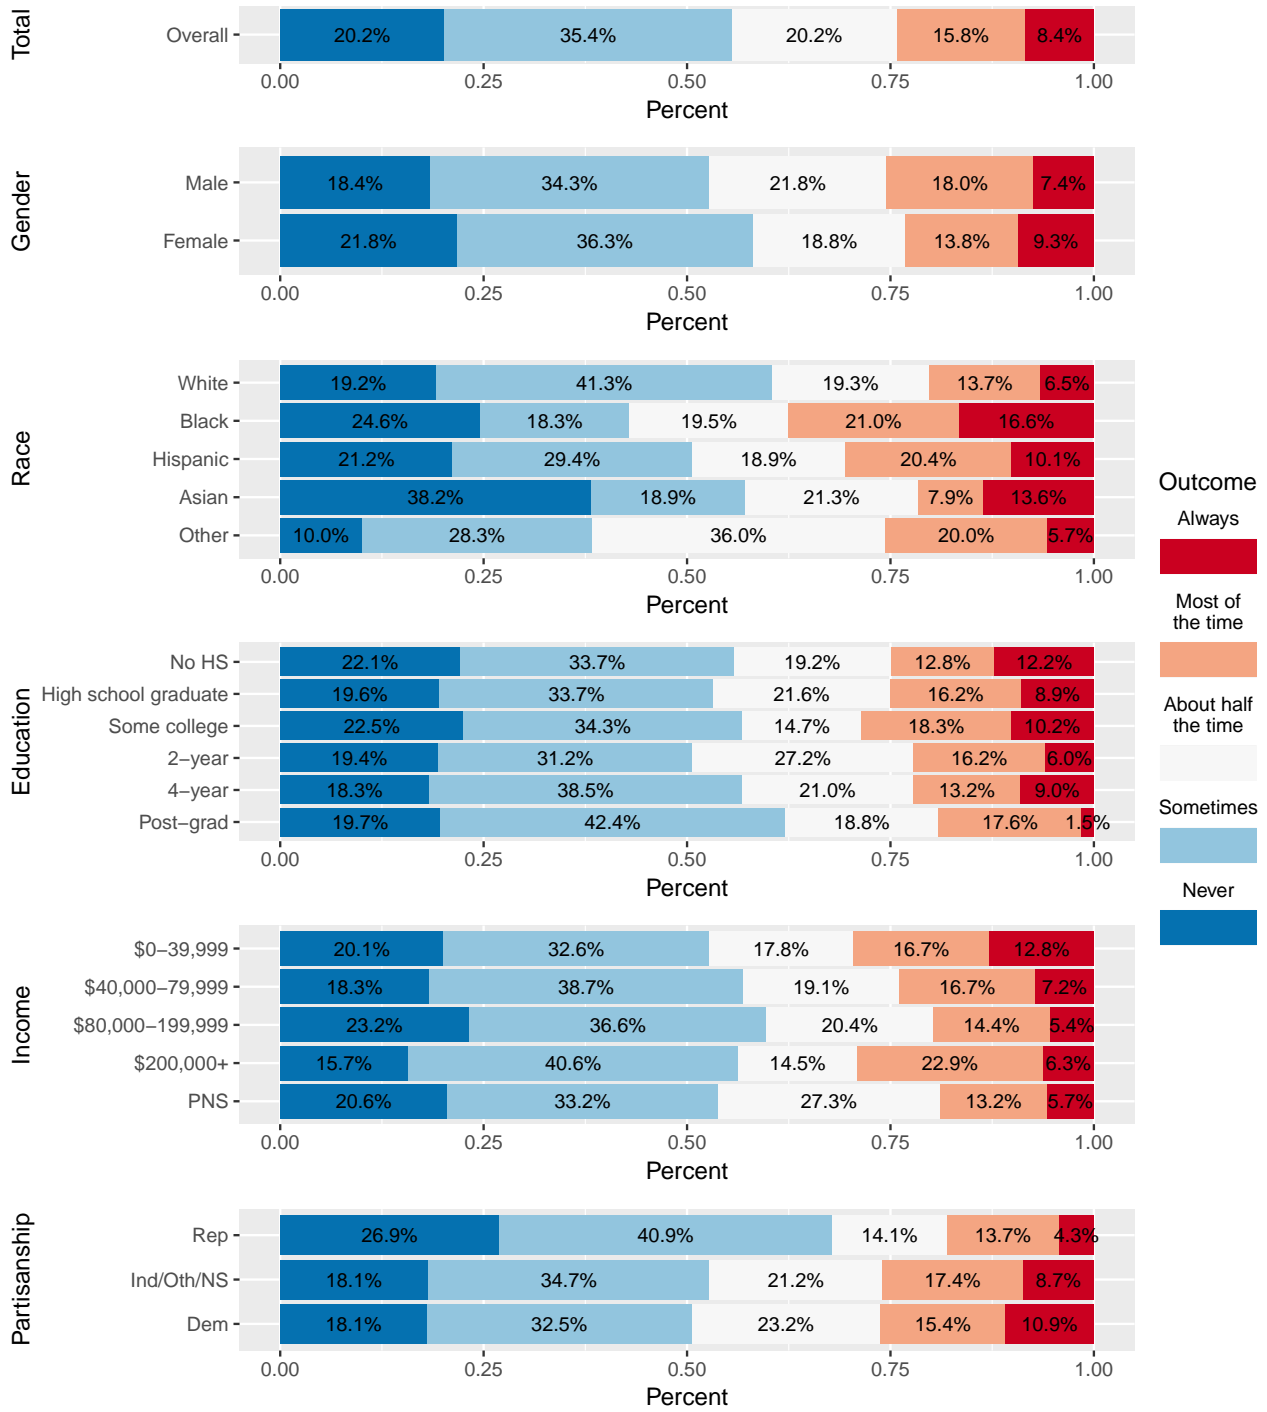 Total
Overall
20.2% 35.4% 20.2% 15.8% 8.4%
0.00 0.25 0.50 0.75 1.00
Percent
Gender
Male
18.4% 34.3% 21.8% 18.0% 7.4%
Female
21.8% 36.3% 18.8% 13.8% 9.3%
0.00 0.25 0.50 0.75 1.00
Percent
Race
White
19.2% 41.3% 19.3% 13.7% 6.5%
Black
24.6% 18.3% 19.5% 21.0% 16.6%
Hispanic
21.2% 29.4% 18.9% 20.4% 10.1%
Asian
38.2% 18.9% 21.3% 7.9% 13.6%
Other
10.0% 28.3% 36.0% 20.0% 5.7%
0.00 0.25 0.50 0.75 1.00
Percent
Education
No HS
22.1% 33.7% 19.2% 12.8% 12.2%
High school graduate
19.6% 33.7% 21.6% 16.2% 8.9%
Some college
22.5% 34.3% 14.7% 18.3% 10.2%
2−year
19.4% 31.2% 27.2% 16.2% 6.0%
4−year
18.3% 38.5% 21.0% 13.2% 9.0%
Post−grad
19.7% 42.4% 18.8% 17.6% 1.5%
0.00 0.25 0.50 0.75 1.00
Percent
Income
$0−39,999
20.1% 32.6% 17.8% 16.7% 12.8%
$40,000−79,999
18.3% 38.7% 19.1% 16.7% 7.2%
$80,000−199,999
23.2% 36.6% 20.4% 14.4% 5.4%
$200,000+
15.7% 40.6% 14.5% 22.9% 6.3%
PNS
20.6% 33.2% 27.3% 13.2% 5.7%
0.00 0.25 0.50 0.75 1.00
Percent
Partisanship
Rep
26.9% 40.9% 14.1% 13.7% 4.3%
Ind/Oth/NS
18.1% 34.7% 21.2% 17.4% 8.7%
Dem
18.1% 32.5% 23.2% 15.4% 10.9%
0.00 0.25 0.50 0.75 1.00
Percent
Outcome
Always
Most of
the time
About half
the time
Sometimes
Never